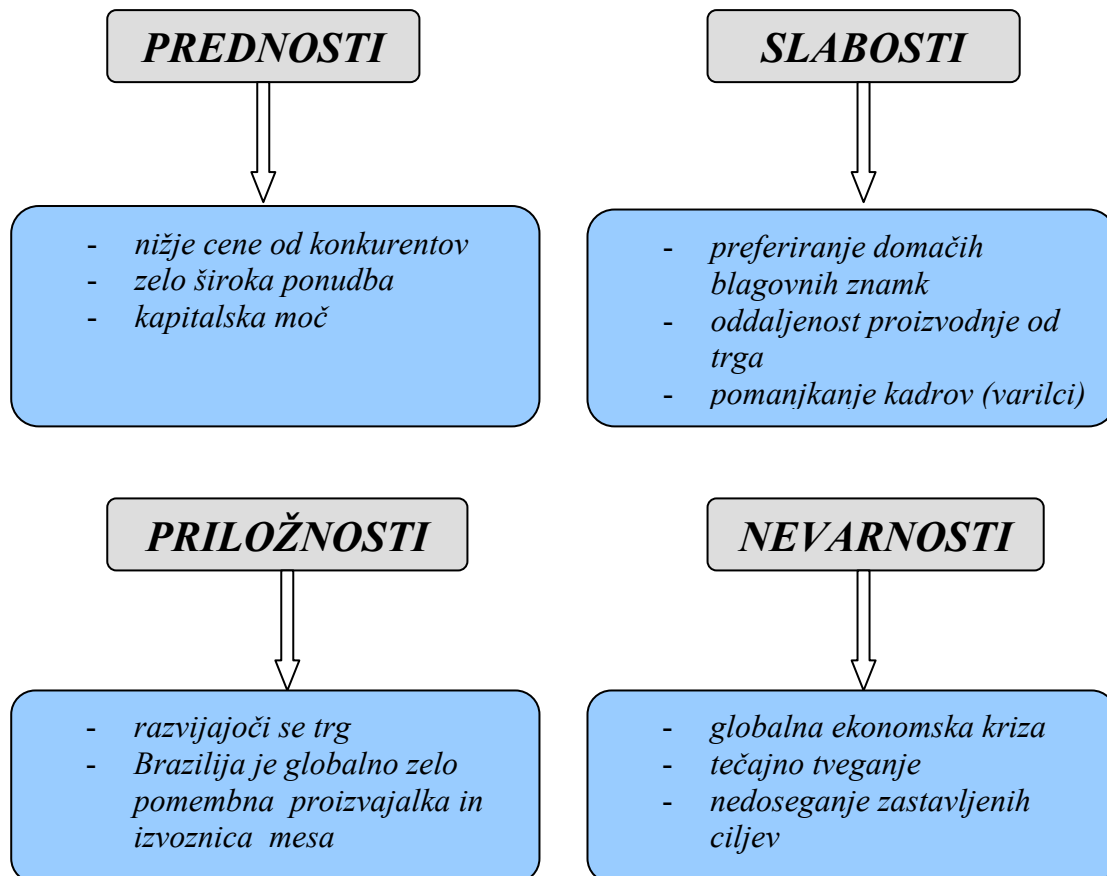 PREDNOSTI
- nižje cene od konkurentov
- zelo široka ponudba
- kapitalska moč
SLABOSTI
- preferiranje domačih
blagovnih znamk
- oddaljenost proizvodnje od
trga
- pomanjkanje kadrov (varilci)
PRILOŽNOSTI
- razvijajoči se trg
- Brazilija je globalno zelo
pomembna proizvajalka in
izvoznica mesa
NEVARNOSTI
- globalna ekonomska kriza
- tečajno tveganje
- nedoseganje zastavljenih
ciljev